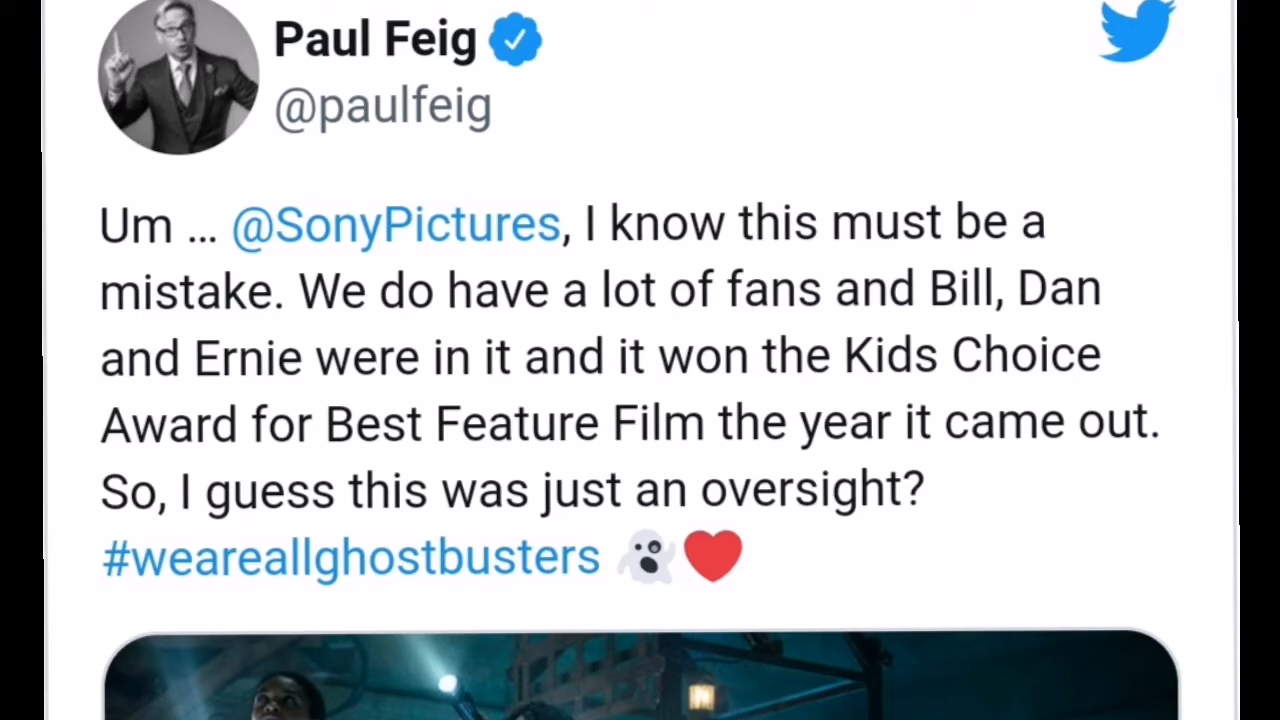 Paul Feig
@paulfeig
Um ... @SonyPictures, I know this must be a
mistake. We do have a lot of fans and Bill, Dan
and Ernie were in it and it won the Kids Choice
Award for Best Feature Film the year it came out.
So, I guess this was just an oversight?
#weareallghostbusters 👻❤️